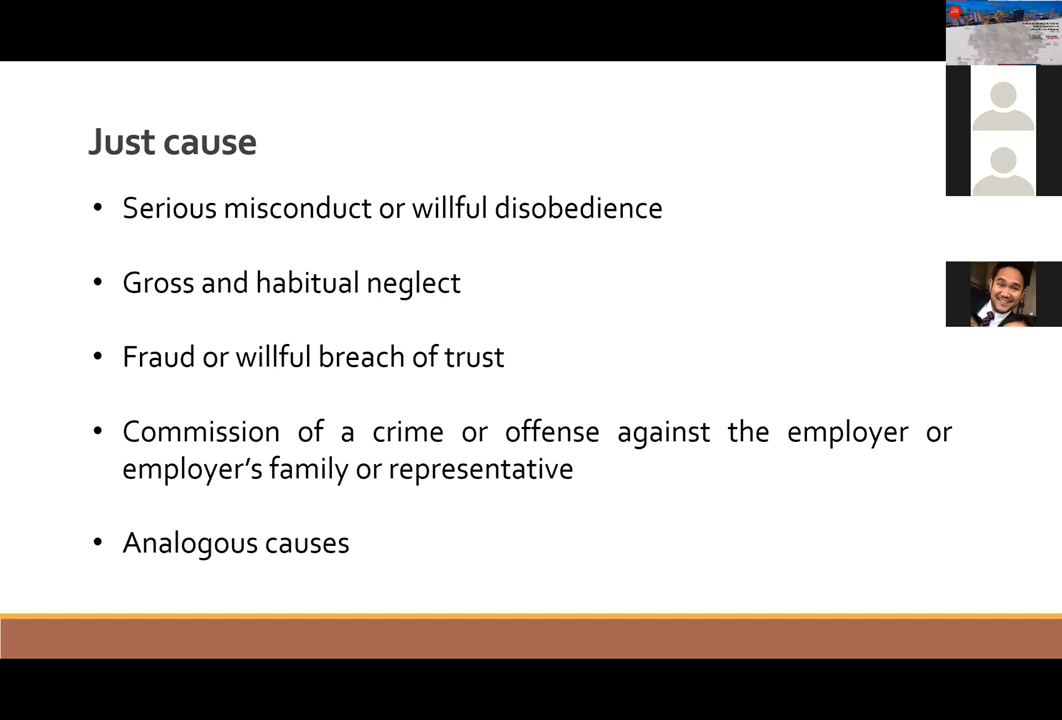 Just cause
• Serious misconduct or willful disobedience
• Gross and habitual neglect
• Fraud or willful breach of trust
• Commission of a crime or offense against the employer or
employer’s family or representative
• Analogous causes